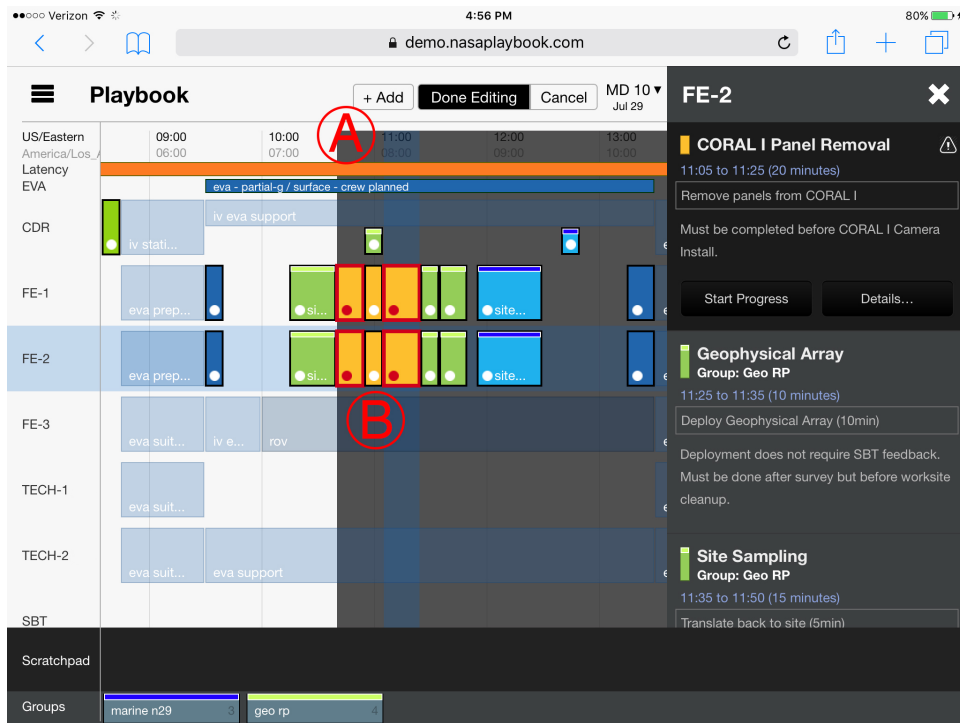 Verizon 4:56 PM 80%
demo.nasaplaybook.com
Playbook + Add Done Editing Cancel MD 10 ▼
Jul 29
US/Eastern 09:00 10:00 11:00 12:00 13:00
America/Los_/ 06:00 07:00 08:00 09:00 10:00
A
Latency
EVA eva - partial-g / surface - crew planned
CDR iv stati... iv eva support e
FE-1 eva prep... si... site... e
FE-2 eva prep... si... site... e
B
FE-3 eva suit... iv e... rov e
TECH-1 eva suit... e
TECH-2 eva suit... eva support e
SBT
Scratchpad
Groups marine n29 3 geo rp 4
FE-2
CORAL I Panel Removal
11:05 to 11:25 (20 minutes)
Remove panels from CORAL I
Must be completed before CORAL I Camera
Install.
Start Progress Details...
Geophysical Array
Group: Geo RP
11:25 to 11:35 (10 minutes)
Deploy Geophysical Array (10min)
Deployment does not require SBT feedback.
Must be done after survey but before worksite
cleanup.
Site Sampling
Group: Geo RP
11:35 to 11:50 (15 minutes)
Translate back to site (5min)